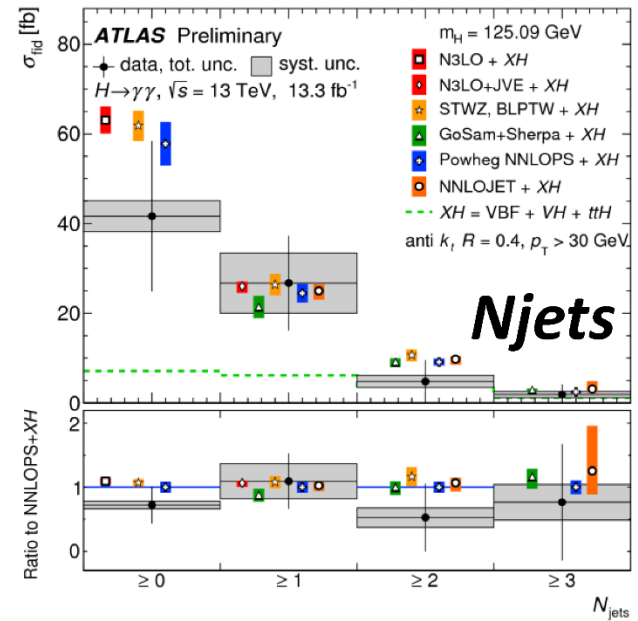 σ_fid [fb]
80
60
40
20
0
ATLAS Preliminary
data, tot. unc. syst. unc.
H→γγ, √s = 13 TeV, 13.3 fb⁻¹
m_H = 125.09 GeV
N3LO + XH
N3LO+JVE + XH
STWZ, BLPTW + XH
GoSam+Sherpa + XH
Powheg NNLOPS + XH
NNLOJET + XH
XH = VBF + VH + ttH
anti k_t R = 0.4, p_T > 30 GeV
Njets
Ratio to NNLOPS+XH
2
1
0
≥ 0 ≥ 1 ≥ 2 ≥ 3
N_jets